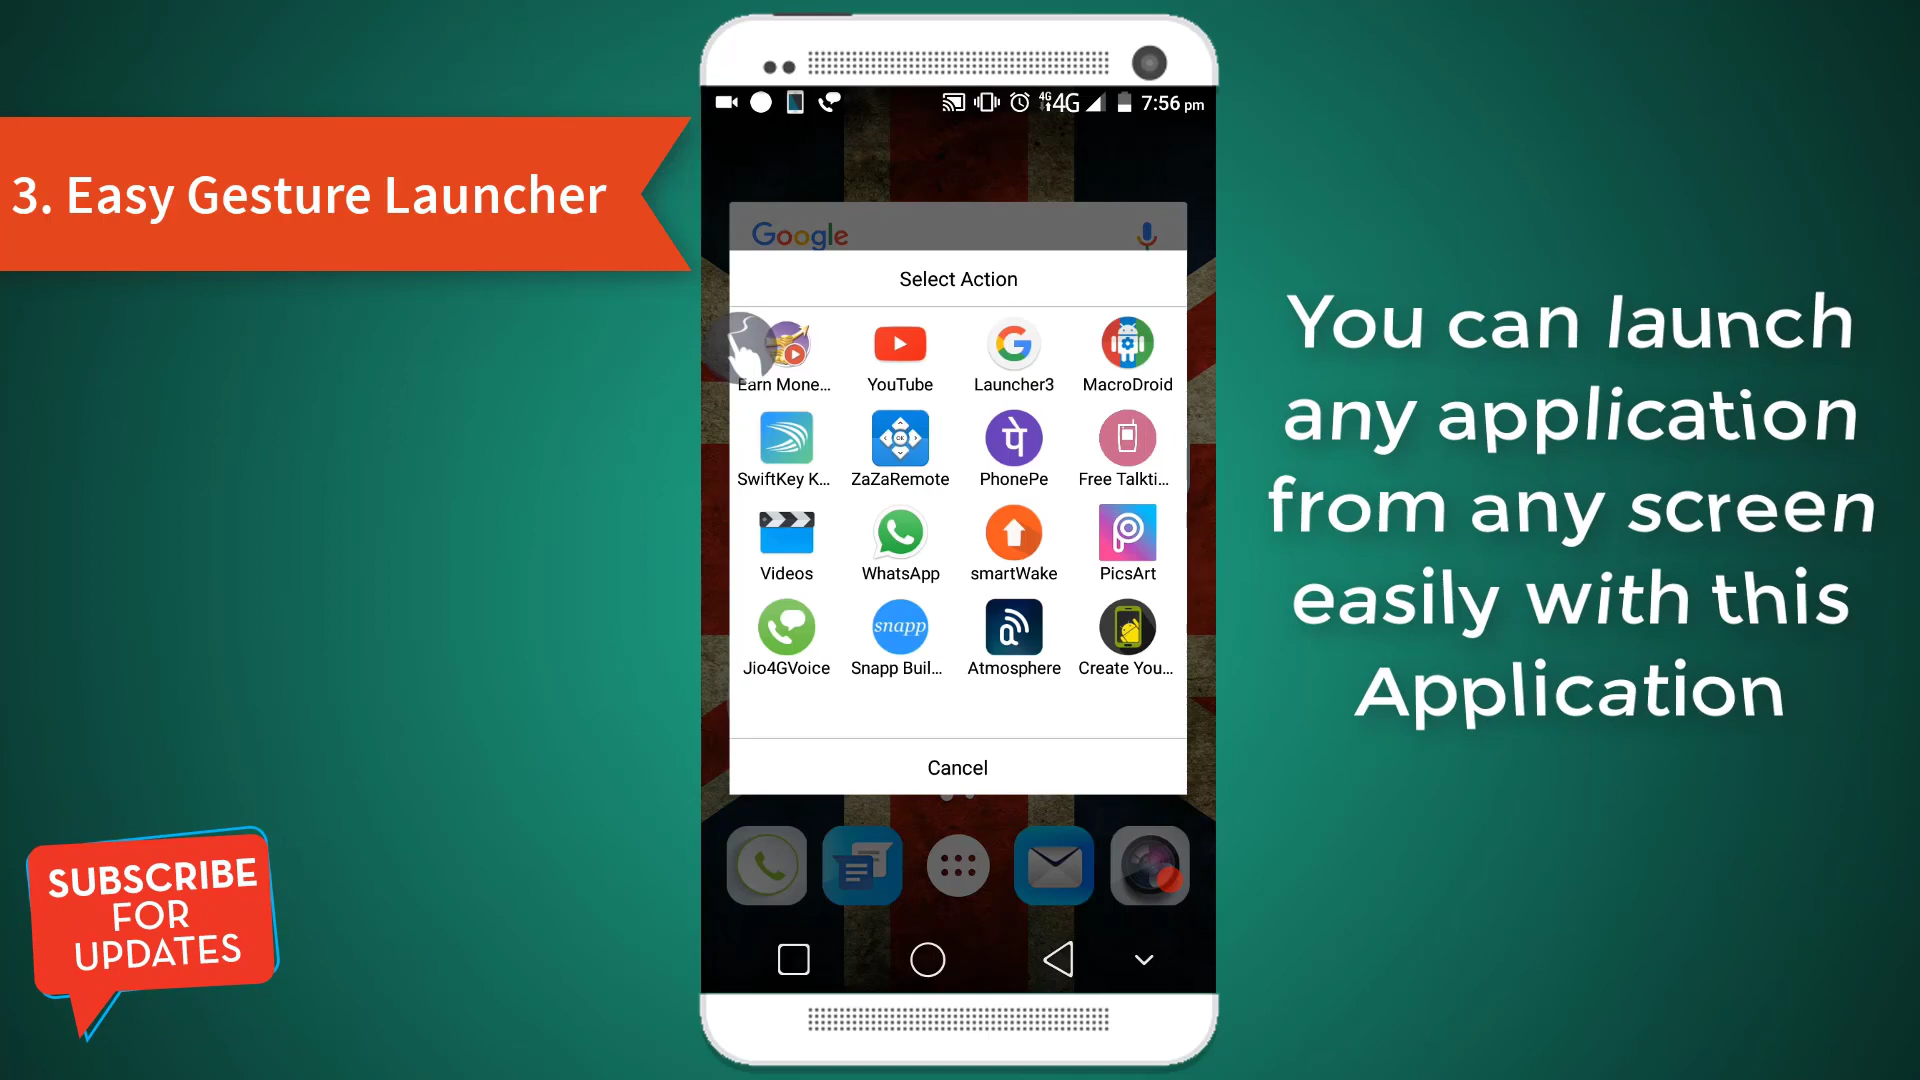 3. Easy Gesture Launcher
4G 4G 7:56 pm
Google
Select Action
Earn Mone... YouTube Launcher3 MacroDroid
SwiftKey K... ZaZaRemote PhonePe Free Talkti...
OK पे
Videos WhatsApp smartWake PicsArt
snapp a
Jio4GVoice Snapp Buil... Atmosphere Create You...
Cancel
You can launch
any application
from any screen
easily with this
Application
SUBSCRIBE
FOR
UPDATES